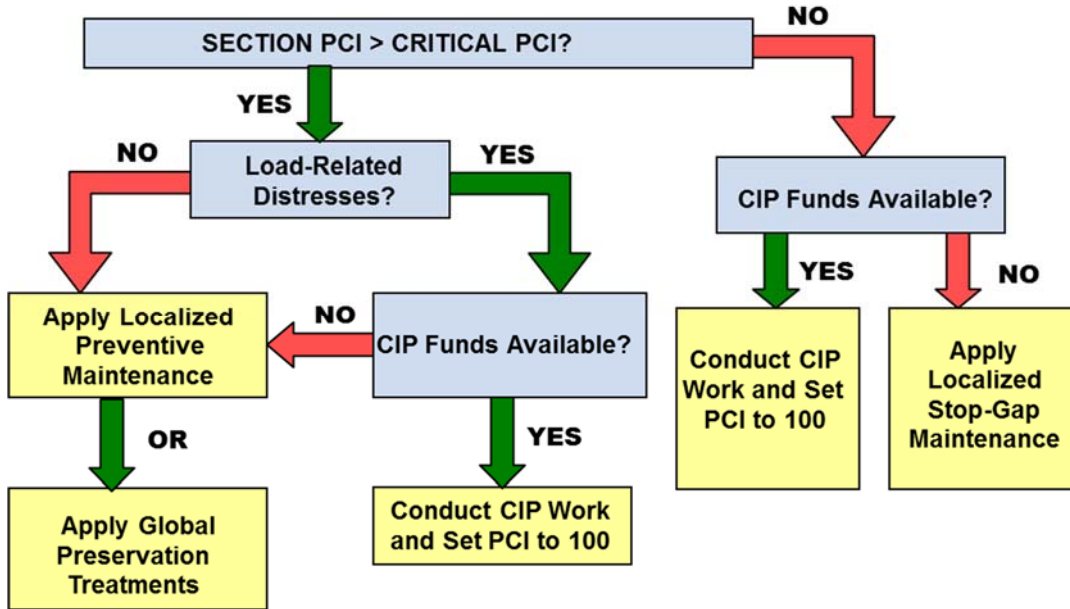 SECTION PCI > CRITICAL PCI?
NO
YES
NO
Load-Related
Distresses?
YES
CIP Funds Available?
YES
NO
Apply Localized
Preventive
Maintenance
NO
CIP Funds Available?
Conduct CIP
Work and Set
PCI to 100
Apply
Localized
Stop-Gap
Maintenance
OR
YES
Apply Global
Preservation
Treatments
Conduct CIP Work
and Set PCI to 100